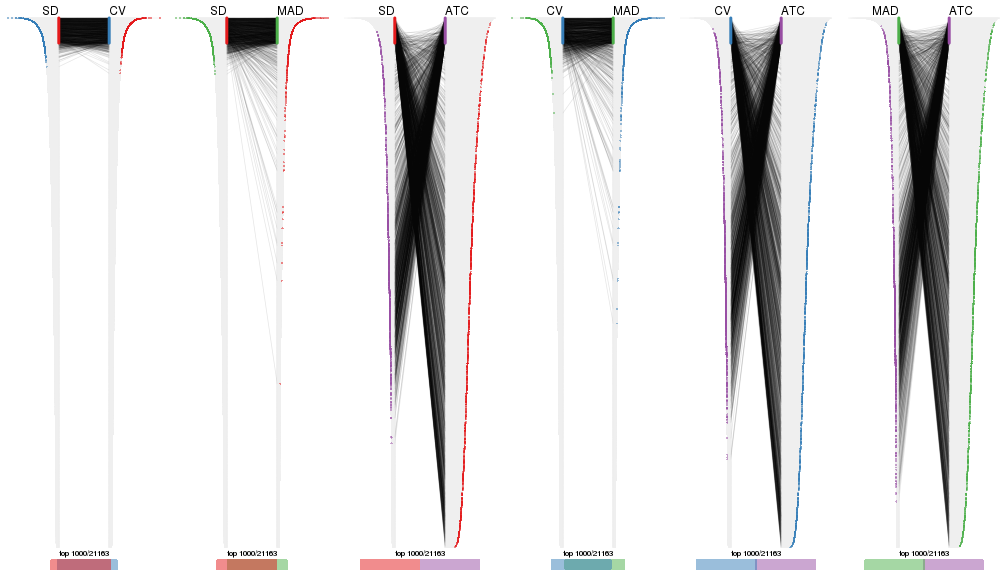 SD CV
SD MAD
SD ATC
CV MAD
CV ATC
MAD ATC
top 1000/21163
top 1000/21163
top 1000/21163
top 1000/21163
top 1000/21163
top 1000/21163